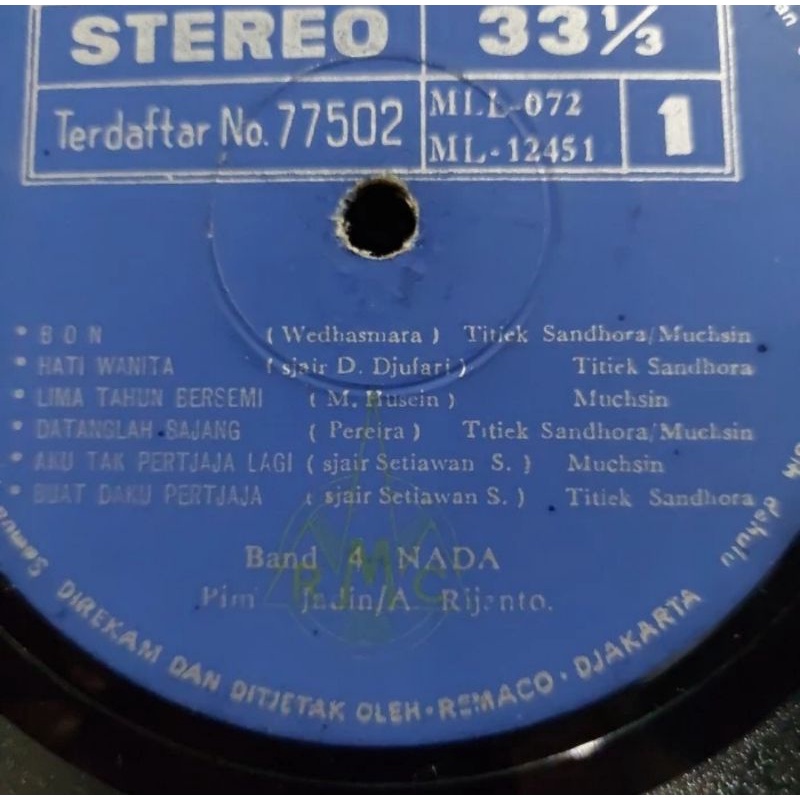 STEREO 33 1/3
Terdaftar No. 77502 MLL-072 1
ML-12451
• BON (Wedhasmara) Titiek Sandhora/Muchsin
• HATI WANITA (sjair D. Djufari) Titiek Sandhora
• LIMA TAHUN BERSEMI (M. Husein) Muchsin
• DATANGLAH SAJANG (Pereira) Titiek Sandhora/Muchsin
• AKU TAK PERTJAJA LAGI (sjair Setiawan S.) Muchsin
• BUAT DAKU PERTJAJA (sjair Setiawan S.) Titiek Sandhora
Band 4 NADA
RMC
A. Rijanto.
DIREKAM DAN DITJETAK OLEH • REMACO • DJAKARTA
dahulu